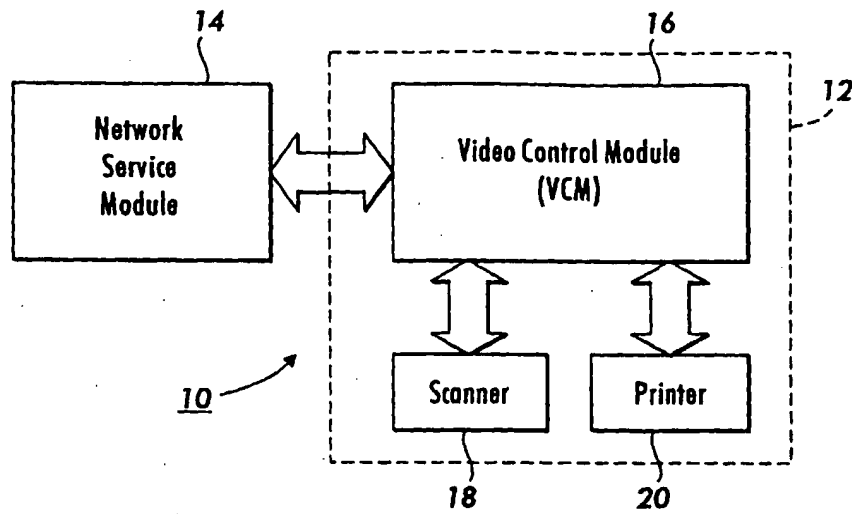 14
16
12
Network
Service
Module
Video Control Module
(VCM)
10
Scanner
Printer
18
20